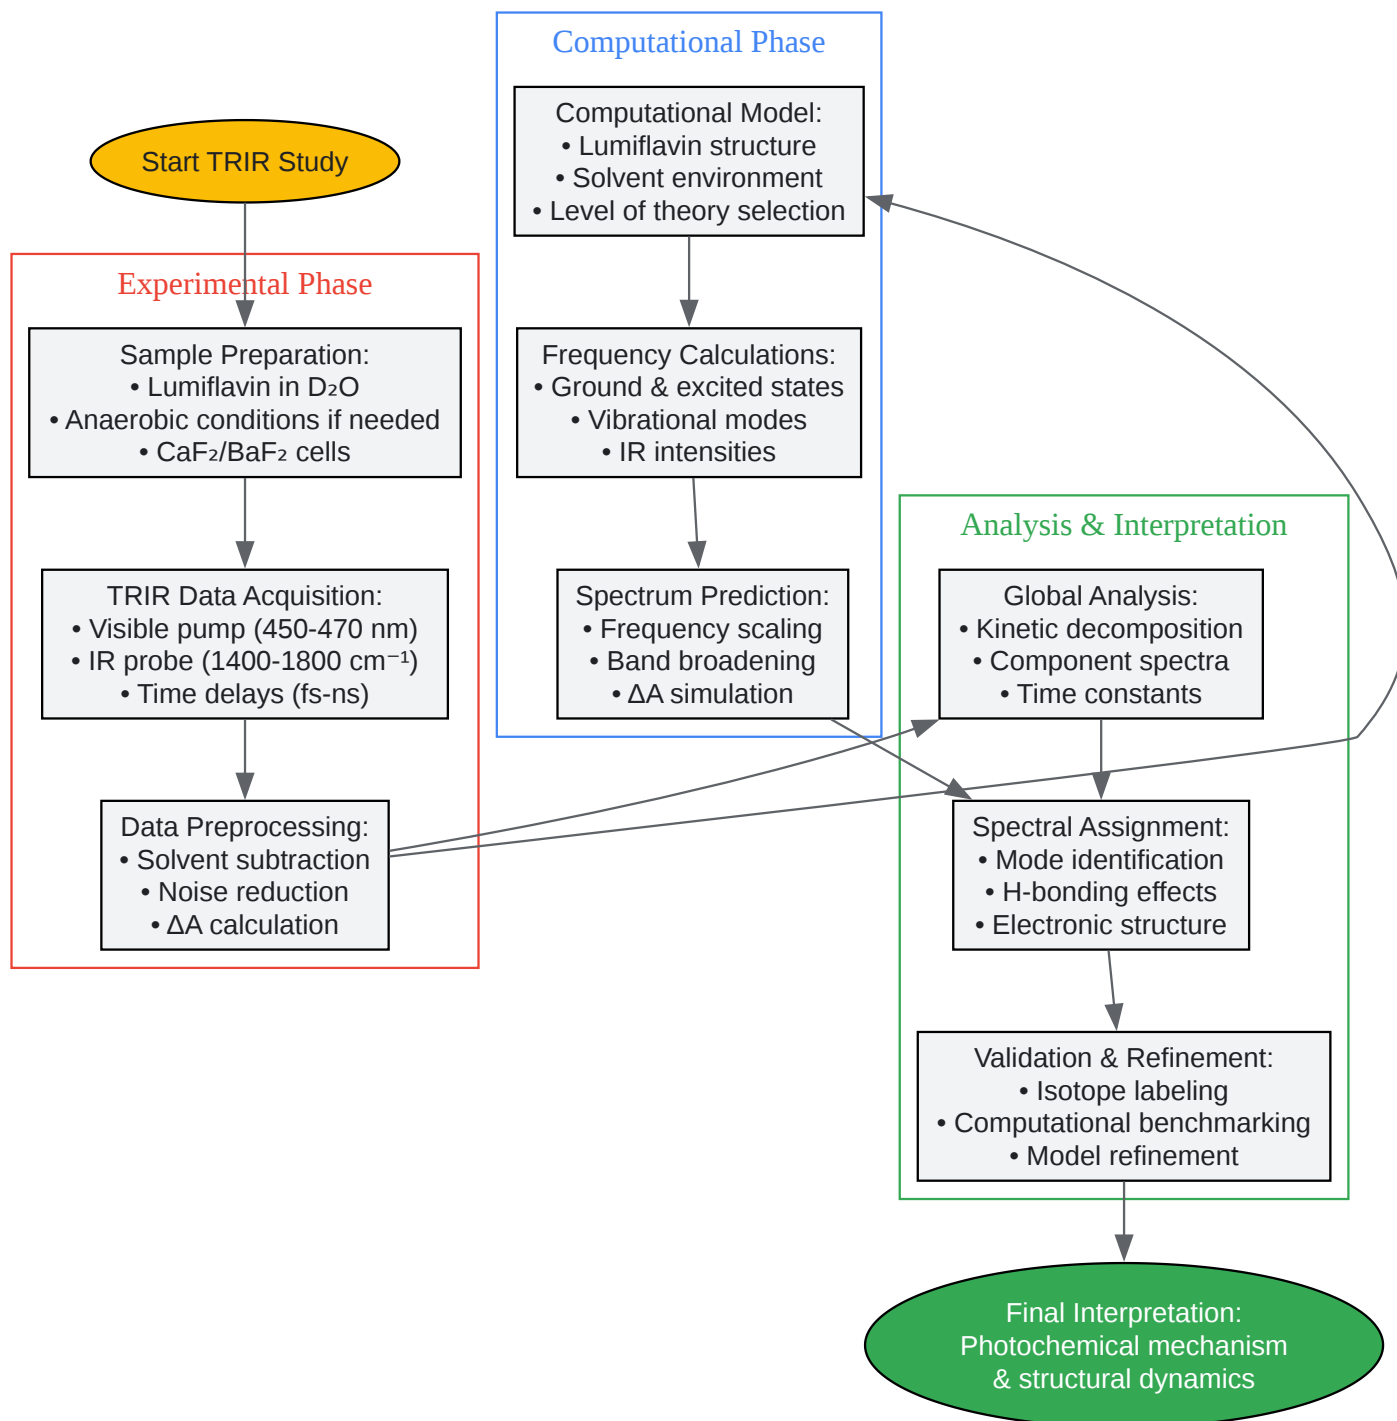 Start TRIR Study
Experimental Phase
Sample Preparation:
• Lumiflavin in D₂O
• Anaerobic conditions if needed
• CaF₂/BaF₂ cells
TRIR Data Acquisition:
• Visible pump (450-470 nm)
• IR probe (1400-1800 cm⁻¹)
• Time delays (fs-ns)
Data Preprocessing:
• Solvent subtraction
• Noise reduction
• ΔA calculation
Computational Phase
Computational Model:
• Lumiflavin structure
• Solvent environment
• Level of theory selection
Frequency Calculations:
• Ground & excited states
• Vibrational modes
• IR intensities
Spectrum Prediction:
• Frequency scaling
• Band broadening
• ΔA simulation
Analysis & Interpretation
Global Analysis:
• Kinetic decomposition
• Component spectra
• Time constants
Spectral Assignment:
• Mode identification
• H-bonding effects
• Electronic structure
Validation & Refinement:
• Isotope labeling
• Computational benchmarking
• Model refinement
Final Interpretation:
Photochemical mechanism
& structural dynamics